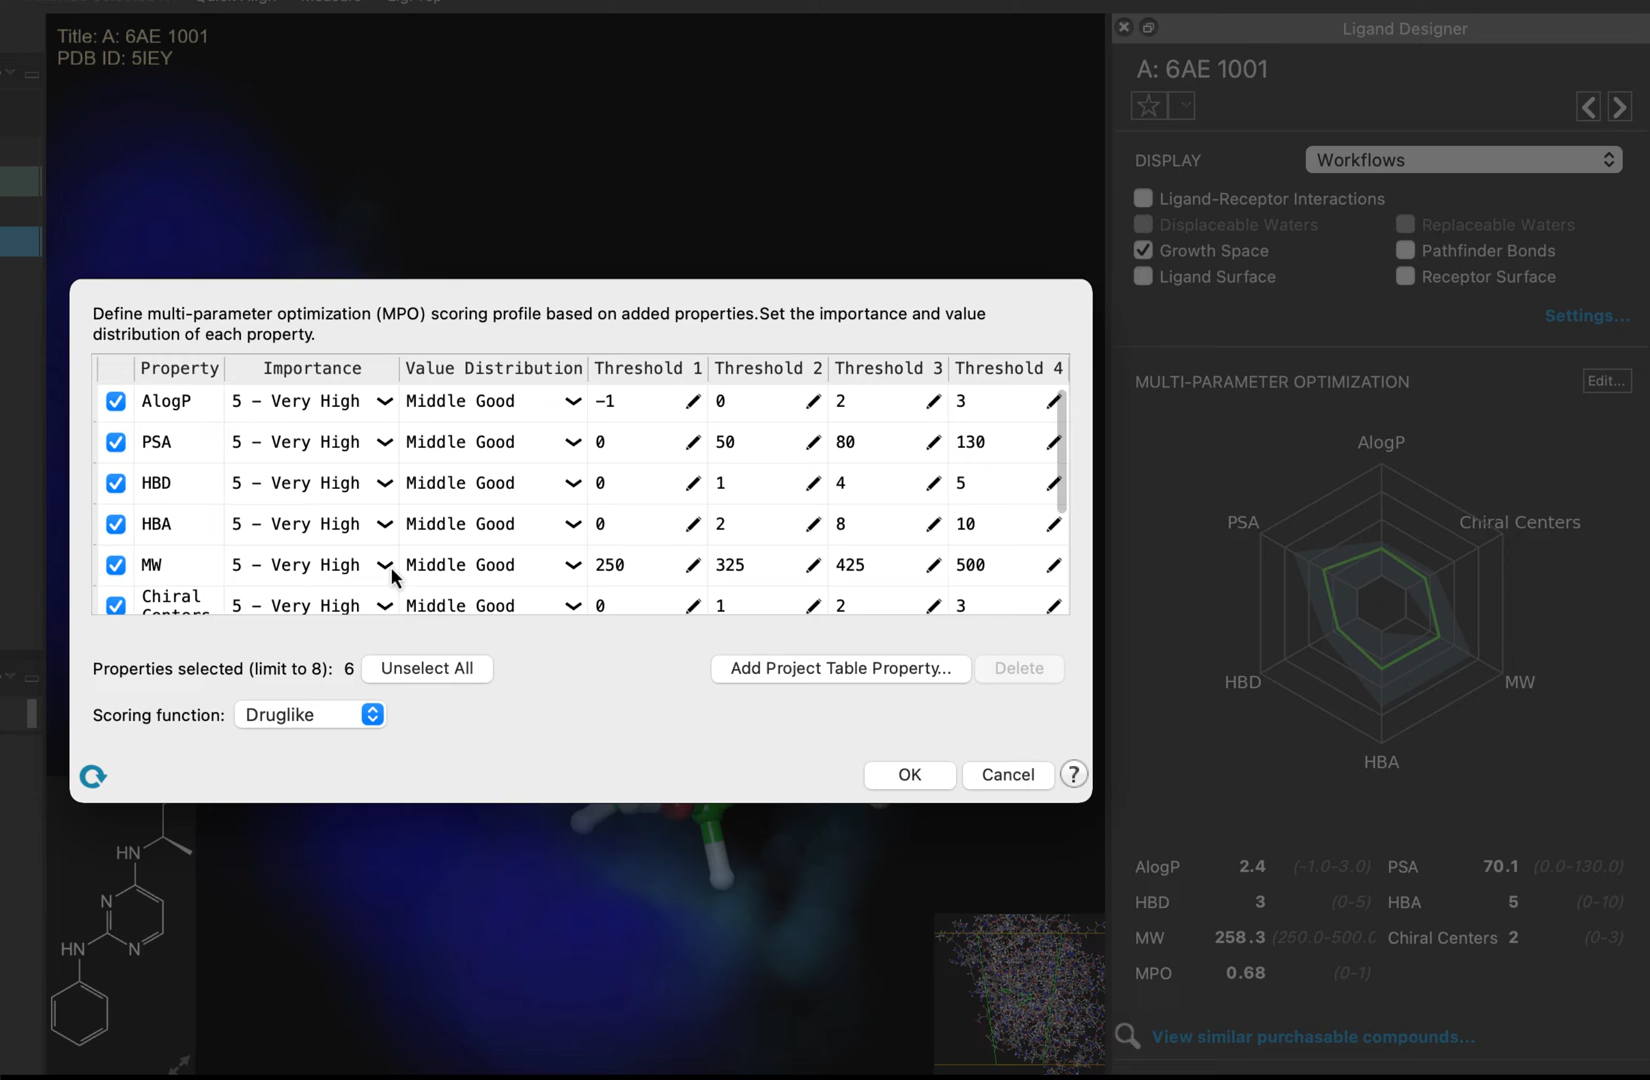 Title: A: 6AE 1001
PDB ID: 5IEY
Ligand Designer
A: 6AE 1001
DISPLAY Workflows
Ligand-Receptor Interactions
Displaceable Waters Replaceable Waters
Growth Space Pathfinder Bonds
Ligand Surface Receptor Surface
Settings...
MULTI-PARAMETER OPTIMIZATION Edit...
AlogP
PSA Chiral Centers
HBD MW
HBA
AlogP 2.4 (-1.0-3.0) PSA 70.1 (0.0-130.0)
HBD 3 (0-5) HBA 5 (0-10)
MW 258.3 (250.0-500.0 Chiral Centers 2 (0-3)
MPO 0.68 (0-1)
View similar purchasable compounds...
Define multi-parameter optimization (MPO) scoring profile based on added properties.Set the importance and value
distribution of each property.
Property Importance Value Distribution Threshold 1 Threshold 2 Threshold 3 Threshold 4
AlogP 5 - Very High Middle Good -1 0 2 3
PSA 5 - Very High Middle Good 0 50 80 130
HBD 5 - Very High Middle Good 0 1 4 5
HBA 5 - Very High Middle Good 0 2 8 10
MW 5 - Very High Middle Good 250 325 425 500
Chiral
Centers 5 - Very High Middle Good 0 1 2 3
Properties selected (limit to 8): 6 Unselect All Add Project Table Property... Delete
Scoring function: Druglike
OK Cancel ?
HN
N
HN N